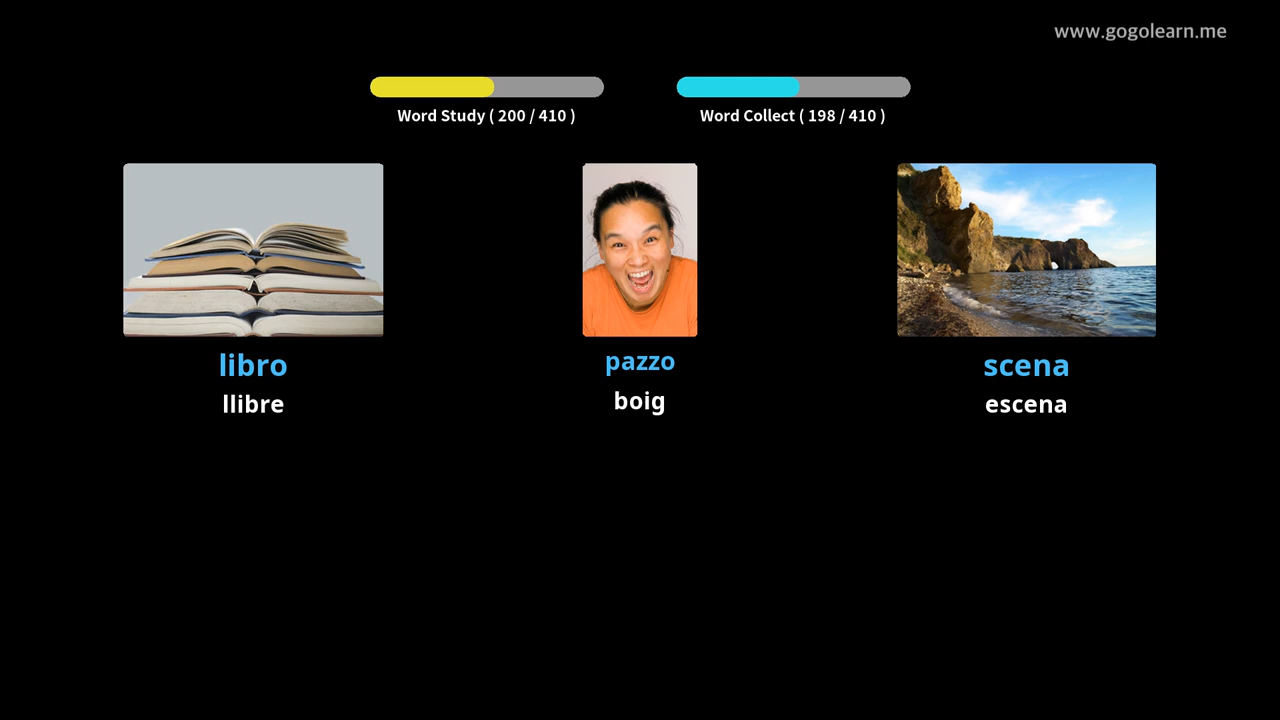 www.gogolearn.me
Word Study ( 200 / 410 )
Word Collect ( 198 / 410 )
libro
llibre
pazzo
boig
scena
escena